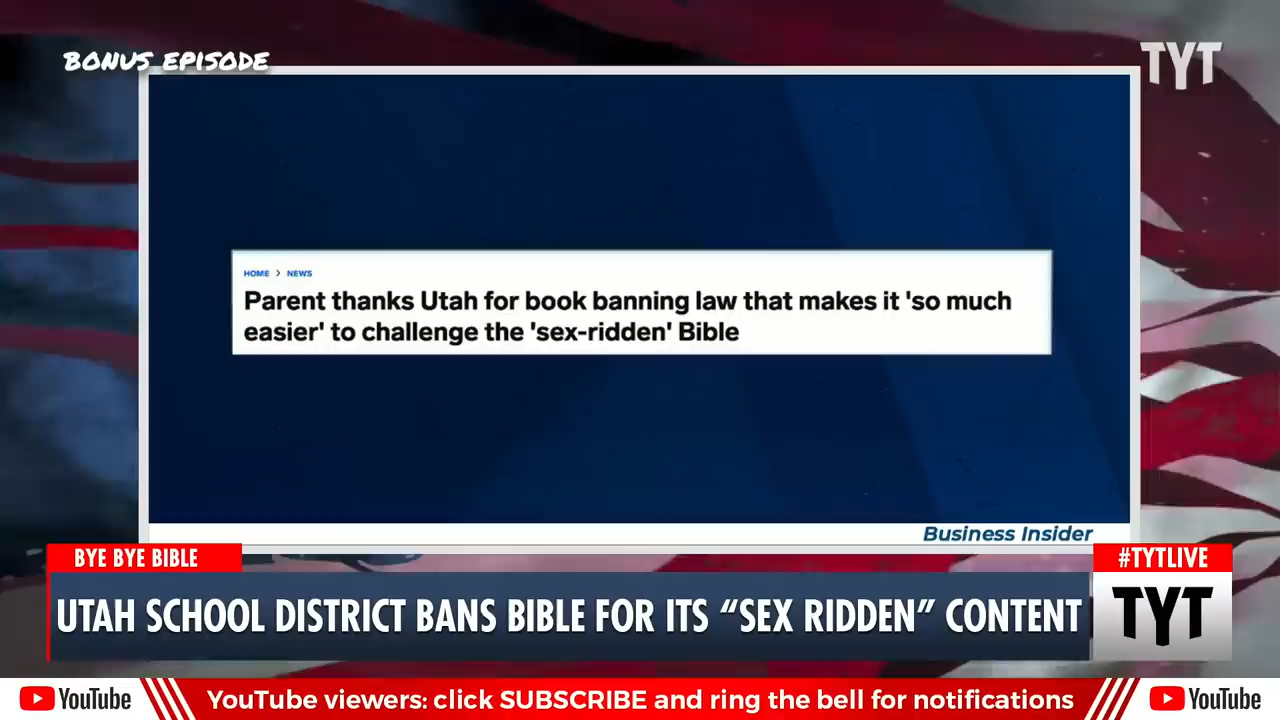 BONUS EPISODE
TYT
HOME > NEWS
Parent thanks Utah for book banning law that makes it 'so much
easier' to challenge the 'sex-ridden' Bible
Business Insider
BYE BYE BIBLE
#TYTLIVE
UTAH SCHOOL DISTRICT BANS BIBLE FOR ITS “SEX RIDDEN” CONTENT
TYT
YouTube
YouTube viewers: click SUBSCRIBE and ring the bell for notifications
YouTube